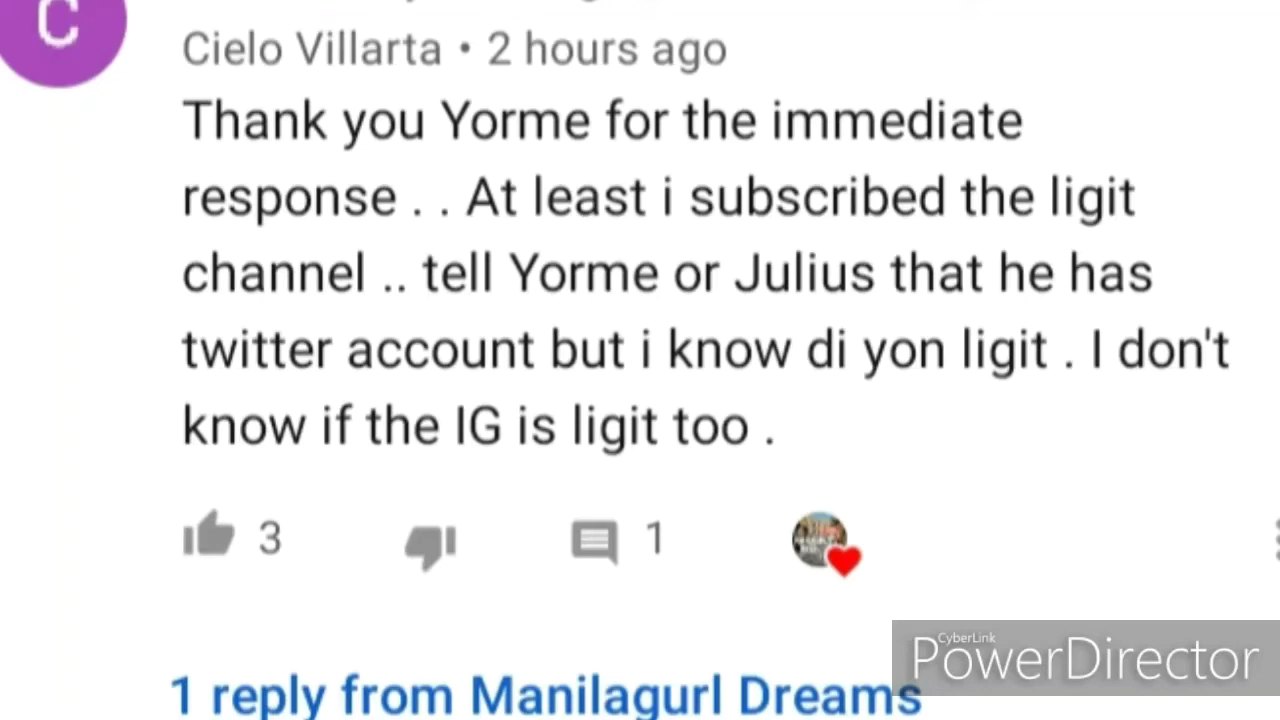 C
Cielo Villarta • 2 hours ago
Thank you Yorme for the immediate
response . . At least i subscribed the ligit
channel .. tell Yorme or Julius that he has
twitter account but i know di yon ligit . I don't
know if the IG is ligit too .
3 1
CyberLink
PowerDirector
1 reply from Manilagurl Dreams